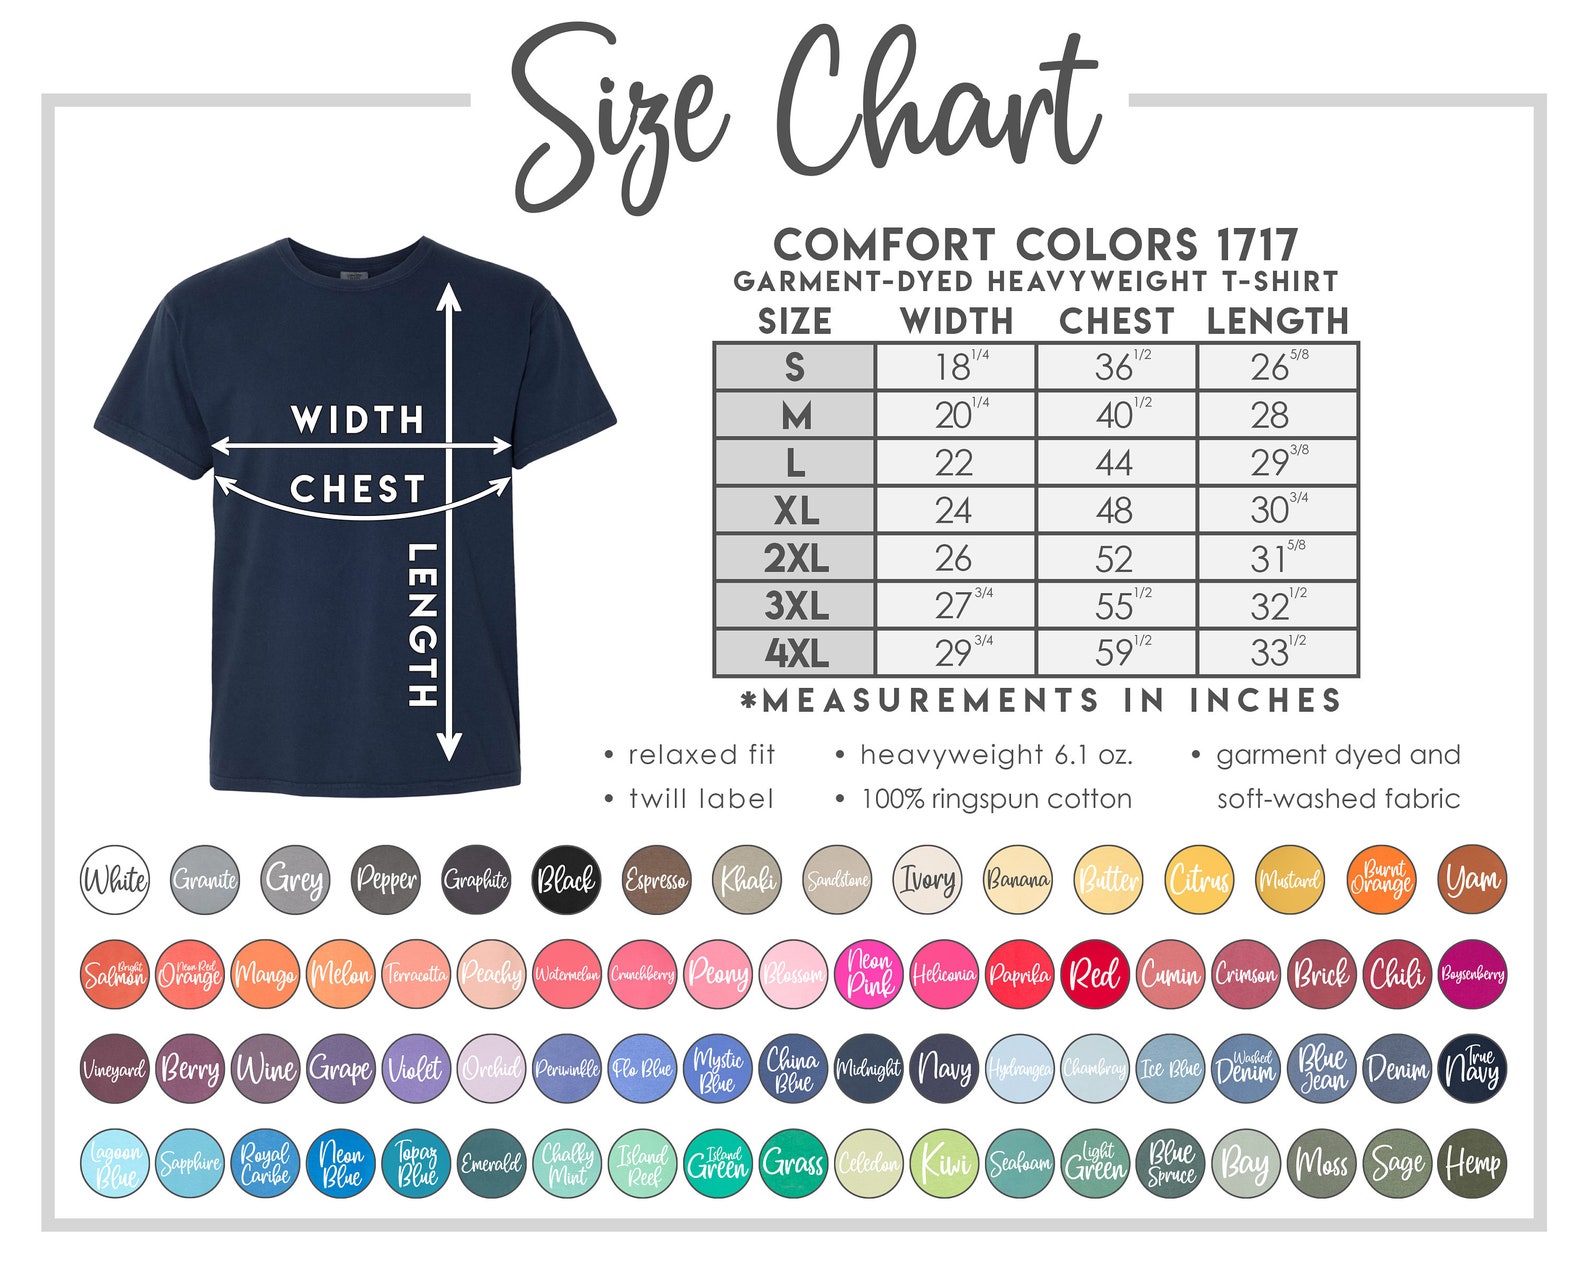 Size Chart
COMFORT COLORS 1717
GARMENT-DYED HEAVYWEIGHT T-SHIRT
SIZE WIDTH CHEST LENGTH
S 18 1/4 36 1/2 26 5/8
M 20 1/4 40 1/2 28
L 22 44 29 3/8
XL 24 48 30 3/4
2XL 26 52 31 5/8
3XL 27 3/4 55 1/2 32 1/2
4XL 29 3/4 59 1/2 33 1/2
*MEASUREMENTS IN INCHES
WIDTH
CHEST
LENGTH
• relaxed fit • heavyweight 6.1 oz. • garment dyed and
• twill label • 100% ringspun cotton soft-washed fabric
White Granite Grey Pepper Graphite Black Espresso Khaki Sandstone Ivory Banana Butter Citrus Mustard Burnt Orange Yam
Bright Salmon Neon Red Orange Mango Melon Terracotta Peachy Watermelon Crunchberry Peony Blossom Neon Pink Heliconia Paprika Red Cumin Crimson Brick Chili Boysenberry
Vineyard Berry Wine Grape Violet Orchid Periwinkle Flo Blue Mystic Blue China Blue Midnight Navy Hydrangea Chambray Ice Blue Washed Denim Blue Jean Denim True Navy
Lagoon Blue Sapphire Royal Caribe Neon Blue Topaz Blue Emerald Chalky Mint Island Reef Island Green Grass Celedon Kiwi Seafoam Light Green Blue Spruce Bay Moss Sage Hemp